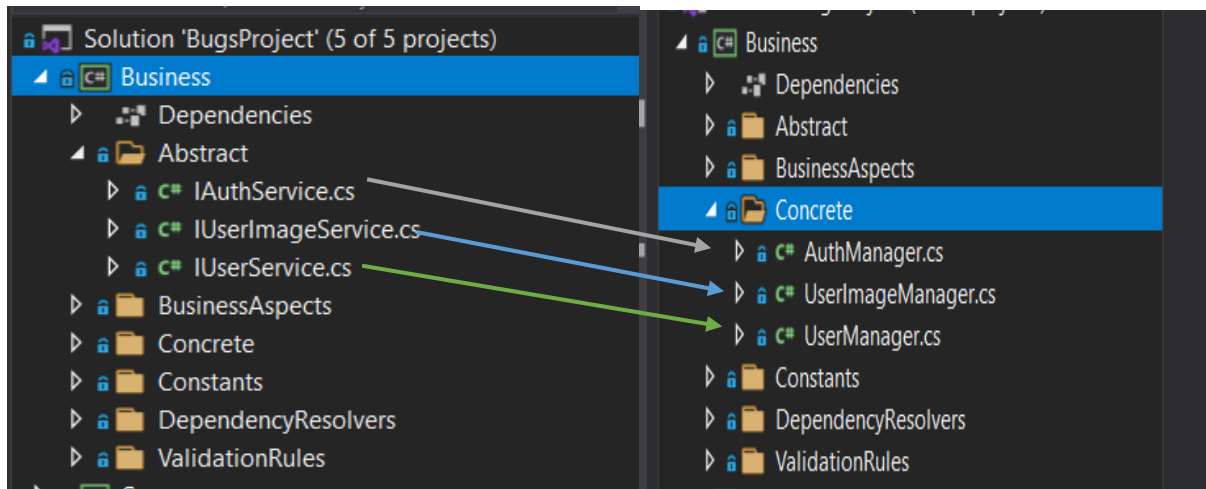 Solution 'BugsProject' (5 of 5 projects)
C# Business
Dependencies
Abstract
C# IAuthService.cs
C# IUserImageService.cs
C# IUserService.cs
BusinessAspects
Concrete
Constants
DependencyResolvers
ValidationRules
C# Business
Dependencies
Abstract
BusinessAspects
Concrete
C# AuthManager.cs
C# UserImageManager.cs
C# UserManager.cs
Constants
DependencyResolvers
ValidationRules